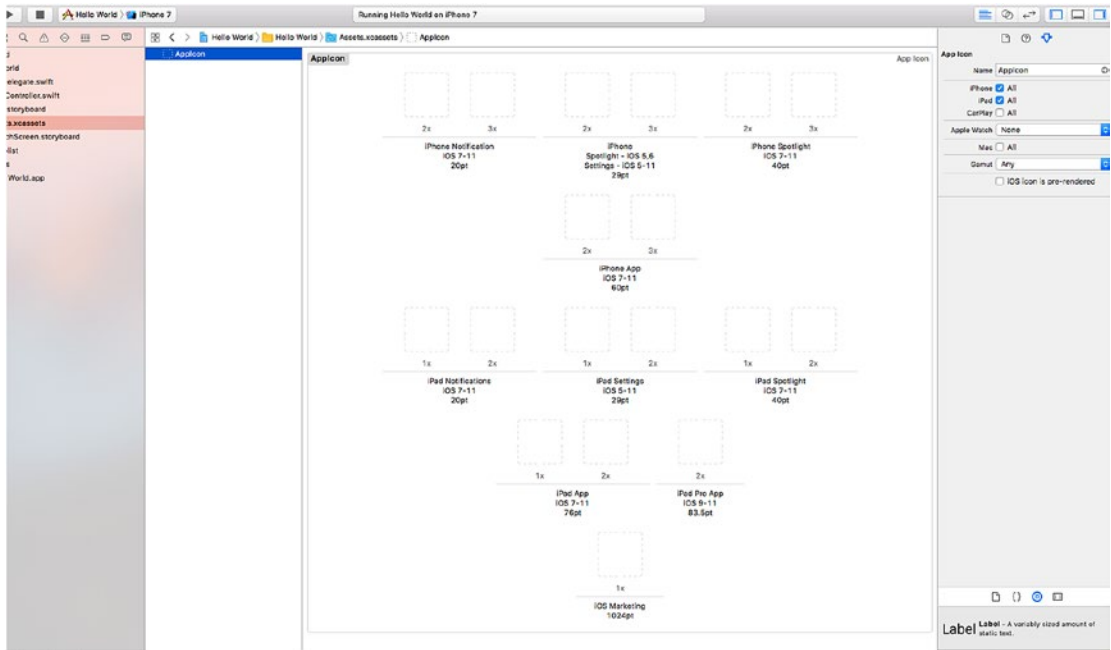 Hello World
iPhone 7
Running Hello World on iPhone 7
Hello World
Hello World
Assets.xcassets
AppIcon
elegate.swift
Controller.swift
storyboard
s.xcassets
chScreen.storyboard
World.app
AppIcon
AppIcon
App Icon
2x 3x 2x 3x 2x 3x
iPhone Notification
iOS 7-11
20pt
iPhone
Spotlight - iOS 5,6
Settings - iOS 5-11
29pt
iPhone Spotlight
iOS 7-11
40pt
2x 3x
iPhone App
iOS 7-11
60pt
1x 2x 1x 2x 1x 2x
iPad Notifications
iOS 7-11
20pt
iPad Settings
iOS 5-11
29pt
iPad Spotlight
iOS 7-11
40pt
1x 2x 2x
iPad App
iOS 7-11
76pt
iPad Pro App
iOS 9-11
83.5pt
1x
iOS Marketing
1024pt
App Icon
Name AppIcon
iPhone All
iPad All
CarPlay All
Apple Watch None
Mac All
Gamut Any
iOS icon is pre-rendered
Label
Label - A variably sized amount of
static text.